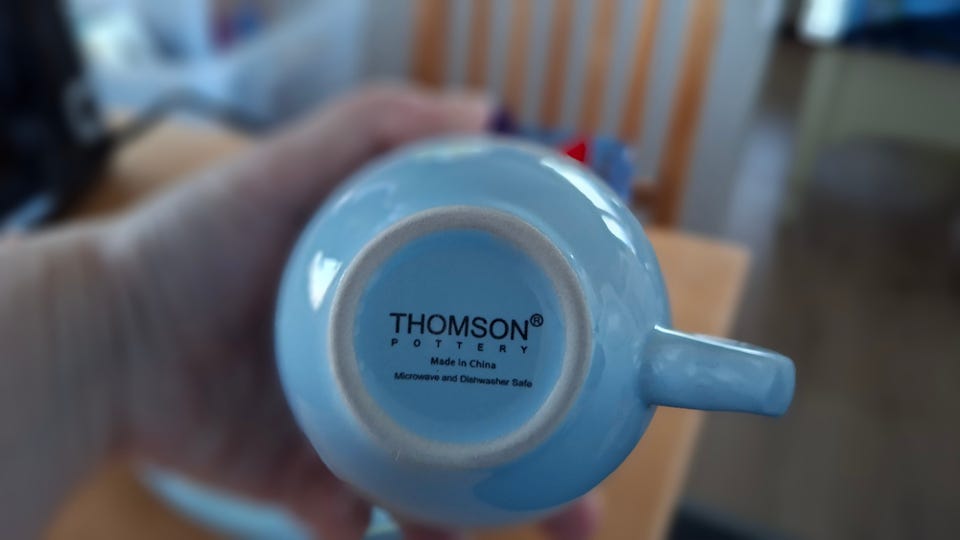 THOMSON®
POTTERY
Made in China
Microwave and Dishwasher Safe